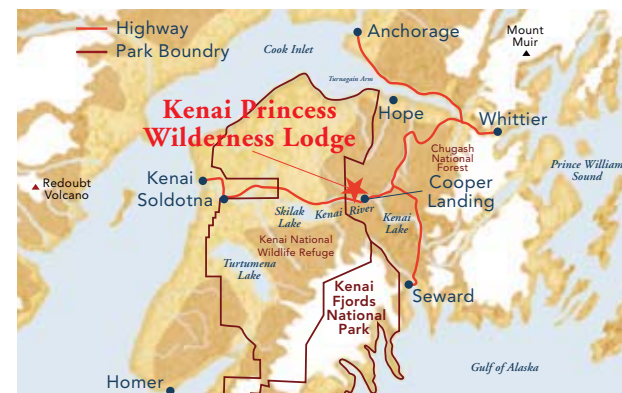 Highway
Park Boundry
Anchorage
Mount
Muir
Cook Inlet
Turnagain Arm
Kenai Princess
Wilderness Lodge
Hope
Whittier
Chugash
National
Forest
Prince William
Sound
Kenai
Soldotna
Redoubt
Volcano
Cooper
Landing
Skilak
Lake
Kenai River
Kenai
Lake
Kenai National
Wildlife Refuge
Turtumena
Lake
Kenai
Fjords
National
Park
Seward
Gulf of Alaska
Homer